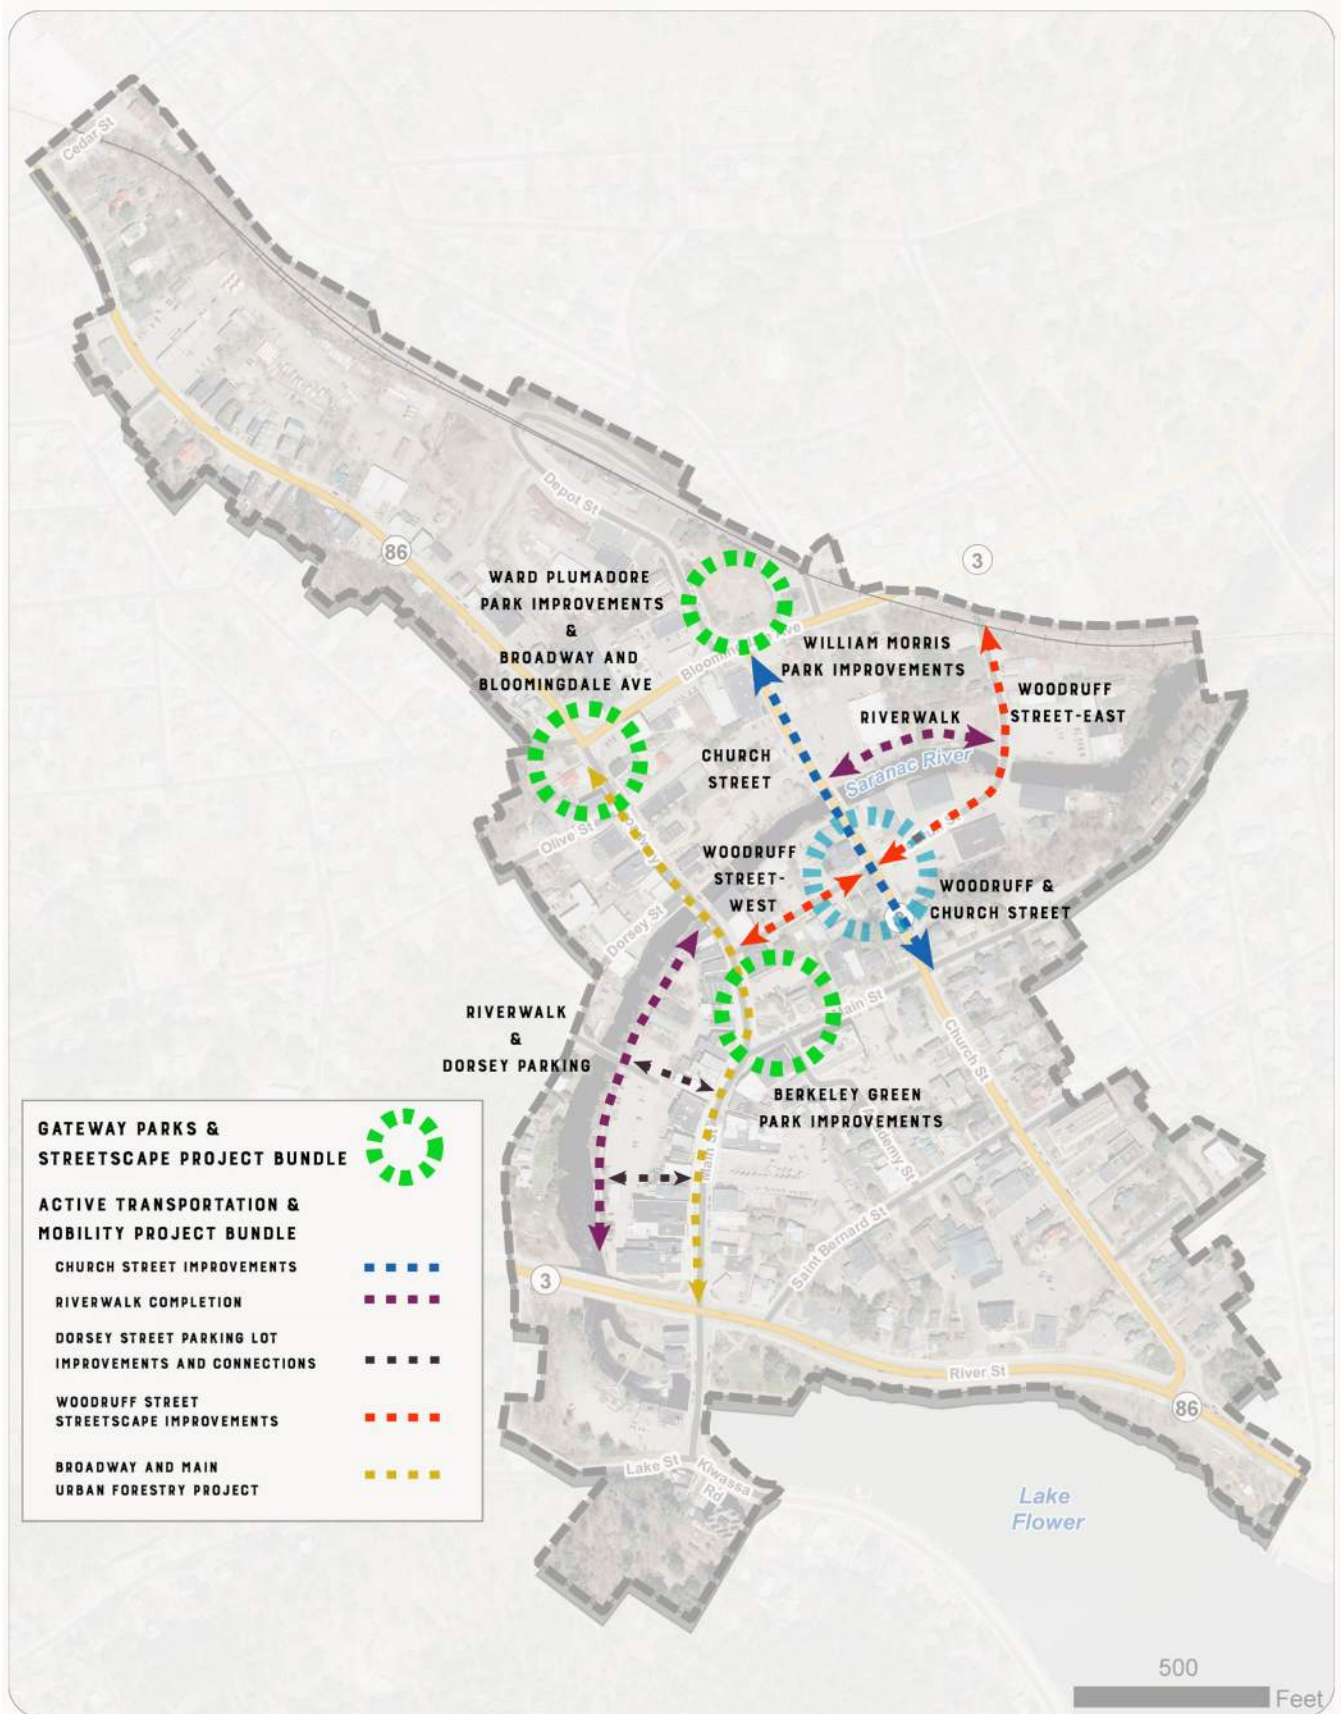 Cedar St
Depot St
86
3
WARD PLUMADORE
PARK IMPROVEMENTS
&
BROADWAY AND
BLOOMINGDALE AVE
WILLIAM MORRIS
PARK IMPROVEMENTS
WOODRUFF
STREET-EAST
RIVERWALK
CHURCH
STREET
Saranac River
Olive St
WOODRUFF
STREET-
WEST
WOODRUFF &
CHURCH STREET
Dorsey St
Main St
RIVERWALK
&
DORSEY PARKING
Church St
BERKELEY GREEN
PARK IMPROVEMENTS
Main St
Saint Bernard St
3
River St
86
Lake St
Kiwassa
Rd
Lake
Flower
GATEWAY PARKS &
STREETSCAPE PROJECT BUNDLE
ACTIVE TRANSPORTATION &
MOBILITY PROJECT BUNDLE
CHURCH STREET IMPROVEMENTS
RIVERWALK COMPLETION
DORSEY STREET PARKING LOT
IMPROVEMENTS AND CONNECTIONS
WOODRUFF STREET
STREETSCAPE IMPROVEMENTS
BROADWAY AND MAIN
URBAN FORESTRY PROJECT
500
Feet